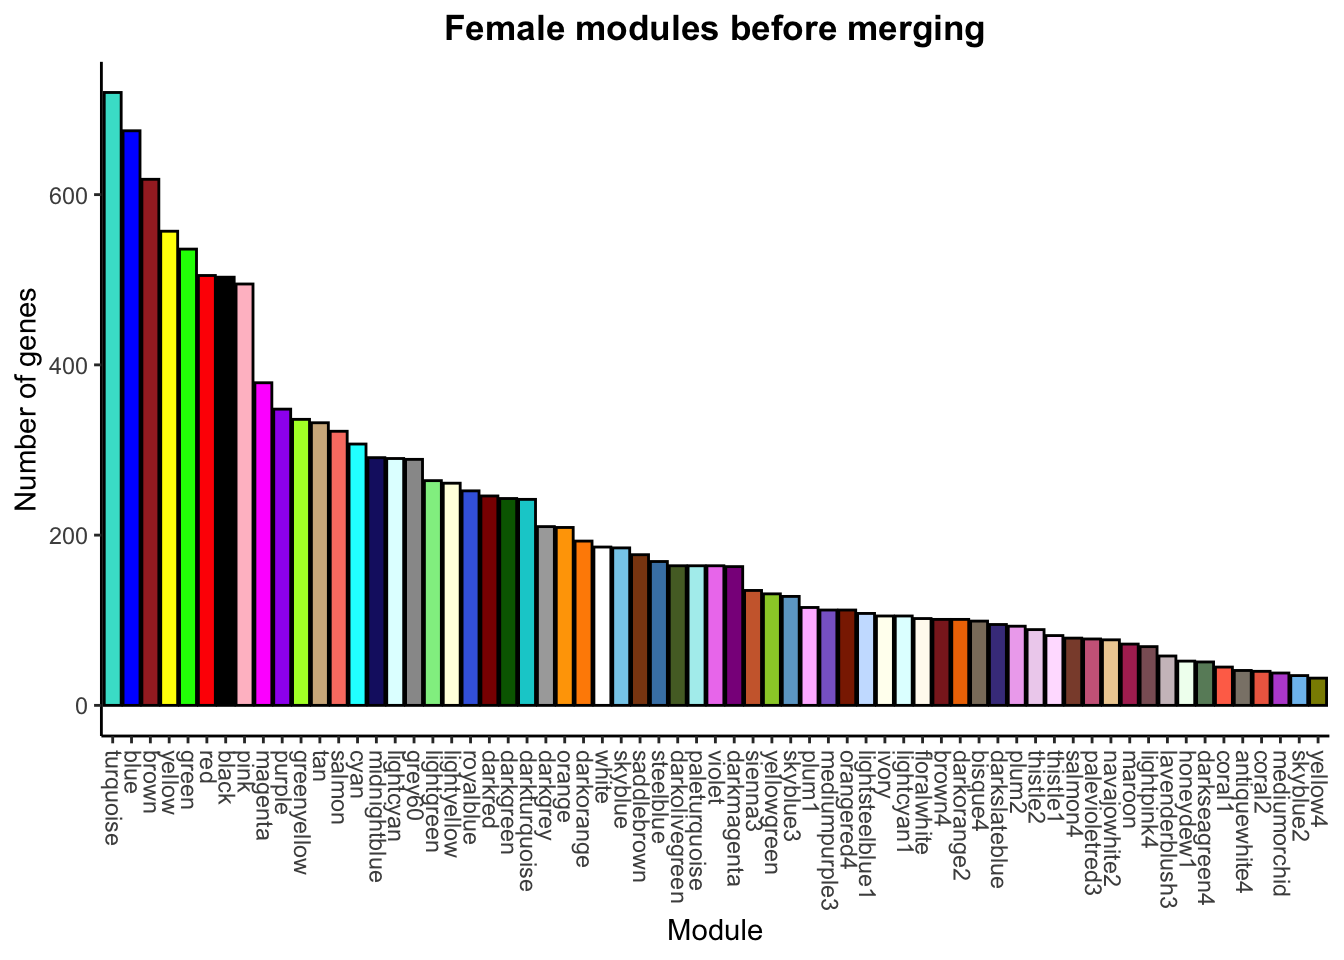 Female modules before merging
Number of genes
600
400
200
0
turquoise
blue
brown
yellow
green
red
black
pink
magenta
purple
greenyellow
tan
salmon
cyan
midnightblue
lightcyan
grey60
lightgreen
lightyellow
royalblue
darkred
darkgreen
darkturquoise
darkgrey
orange
darkorange
white
skyblue
saddlebrown
steelblue
darkolivegreen
paleturquoise
violet
darkmagenta
sienna3
yellowgreen
skyblue3
plum1
mediumpurple3
orangered4
lightsteelblue1
ivory
lightcyan1
floralwhite
brown4
darkorange2
bisque4
darkslateblue
plum2
thistle2
thistle1
salmon4
palevioletred3
navajowhite2
maroon
lightpink4
lavenderblush3
honeydew1
darkseagreen4
coral1
antiquewhite4
coral2
mediumorchid
skyblue2
yellow4
Module